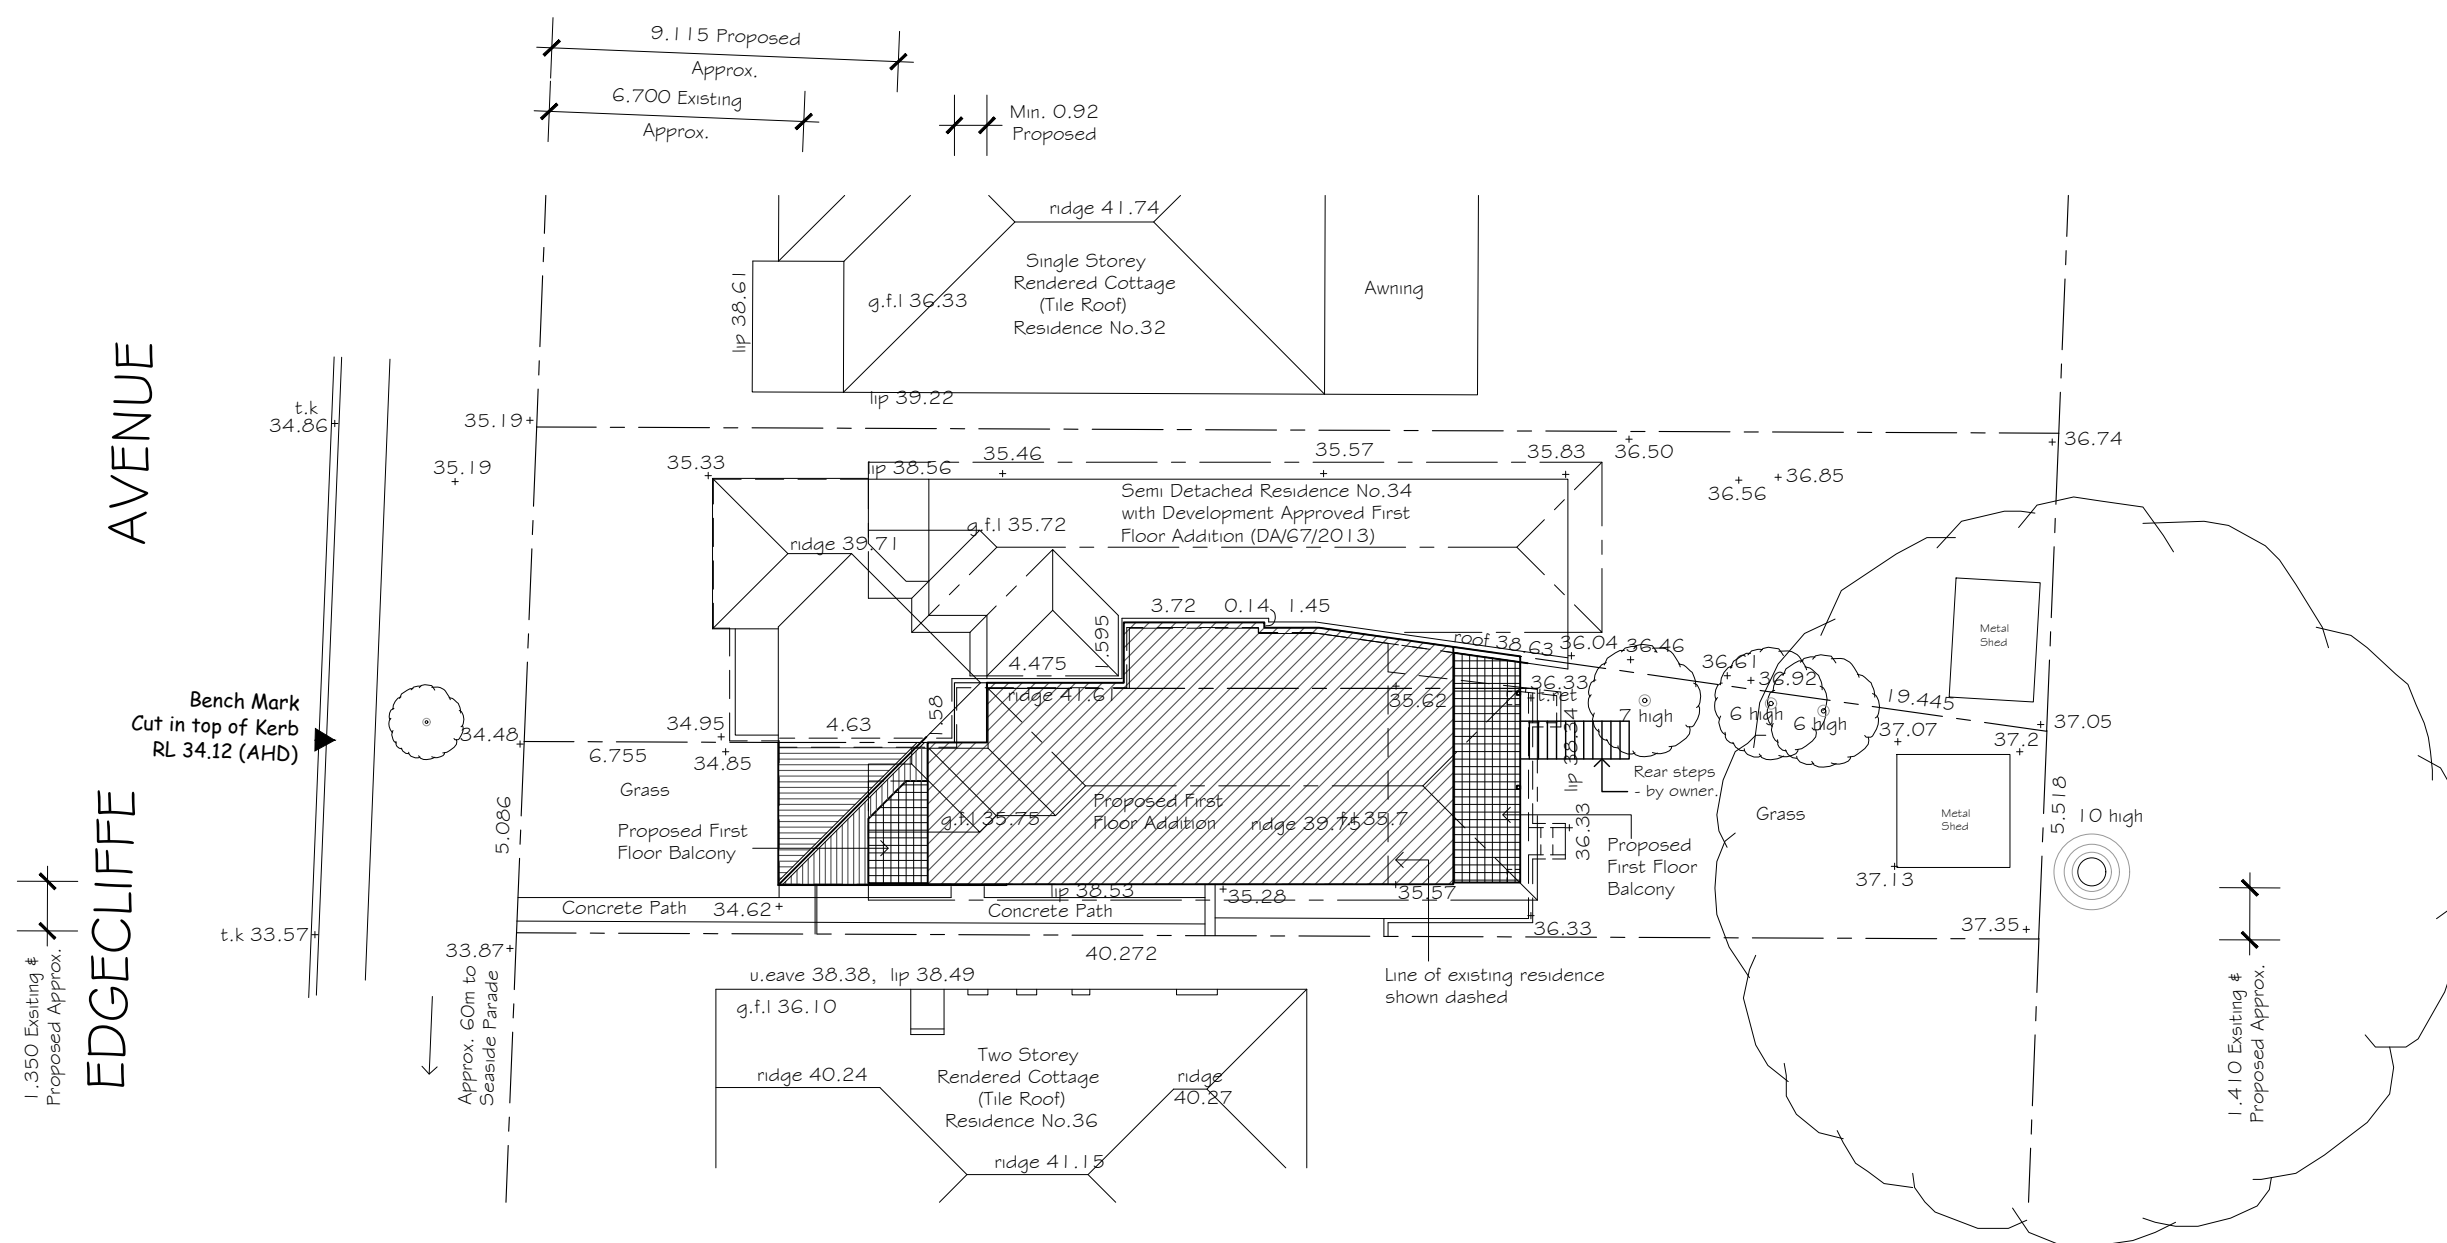 9.115 Proposed
Approx.
6.700 Existing
Approx.
Min. 0.92
Proposed
ridge 41.74
Single Storey
Rendered Cottage
(Tile Roof)
Residence No.32
g.f.l 36.33
lip 38.61
Awning
lip 39.22
AVENUE
t.k
34.86
35.19
35.19
35.33
lip 38.56
35.46
35.57
35.83
36.50
36.74
36.56
36.85
Semi Detached Residence No.34
with Development Approved First
Floor Addition (DA/67/2013)
g.f.l 35.72
ridge 39.71
3.72
0.14
1.45
1.595
4.475
roof 38.63
36.04
36.46
36.61
36.92
Metal
Shed
Bench Mark
Cut in top of Kerb
RL 34.12 (AHD)
34.48
34.95
4.63
.58
ridge 41.61
35.62
36.33
t.ret
7 high
6 high
6 high
19.445
37.07
37.05
37.2
6.755
34.85
Grass
lip 38.34
Rear steps
- by owner.
5.086
Proposed First
Floor Balcony
g.f.l 35.75
Proposed First
Floor Addition
ridge 39.75
f.l 35.7
36.33
Proposed
First Floor
Balcony
Grass
Metal
Shed
5.518
10 high
37.13
lip 38.53
35.28
35.57
Concrete Path
34.62
Concrete Path
36.33
37.35
t.k 33.57
33.87
40.272
EDGECLIFFE
1.350 Exsiting &
Proposed Approx.
Approx. 60m to
Seaside Parade
u.eave 38.38, lip 38.49
g.f.l 36.10
Line of existing residence
shown dashed
Two Storey
Rendered Cottage
(Tile Roof)
Residence No.36
ridge 40.24
ridge
40.27
ridge 41.15
1.410 Exsiting &
Proposed Approx.